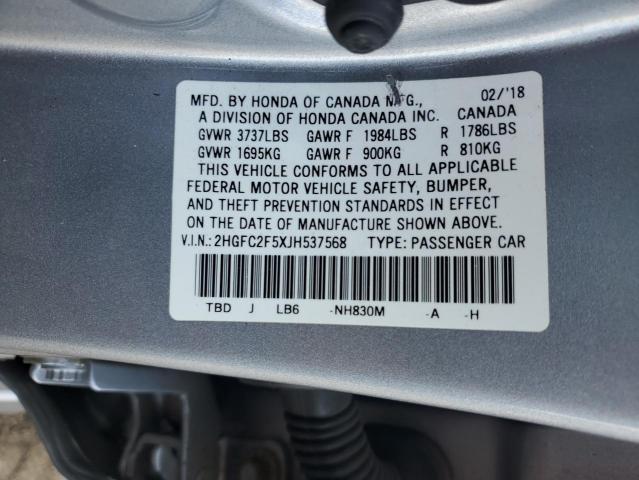 MFD. BY HONDA OF CANADA MFG., 02/'18
A DIVISION OF HONDA CANADA INC. CANADA
GVWR 3737LBS GAWR F 1984LBS R 1786LBS
GVWR 1695KG GAWR F 900KG R 810KG
THIS VEHICLE CONFORMS TO ALL APPLICABLE
FEDERAL MOTOR VEHICLE SAFETY, BUMPER,
AND THEFT PREVENTION STANDARDS IN EFFECT
ON THE DATE OF MANUFACTURE SHOWN ABOVE.
V.I.N.: 2HGFC2F5XJH537568 TYPE: PASSENGER CAR
TBD J LB6 -NH830M -A -H